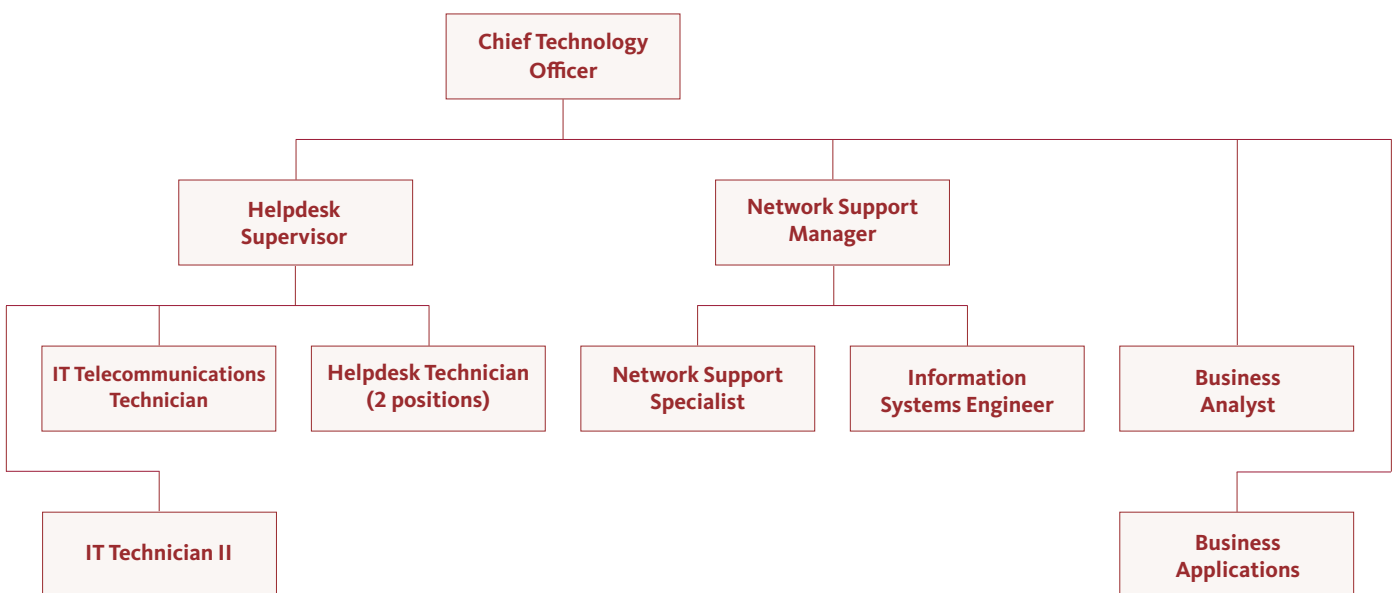 Chief Technology
Officer
Helpdesk
Supervisor
Network Support
Manager
IT Telecommunications
Technician
Helpdesk Technician
(2 positions)
Network Support
Specialist
Information
Systems Engineer
Business
Analyst
IT Technician II
Business
Applications